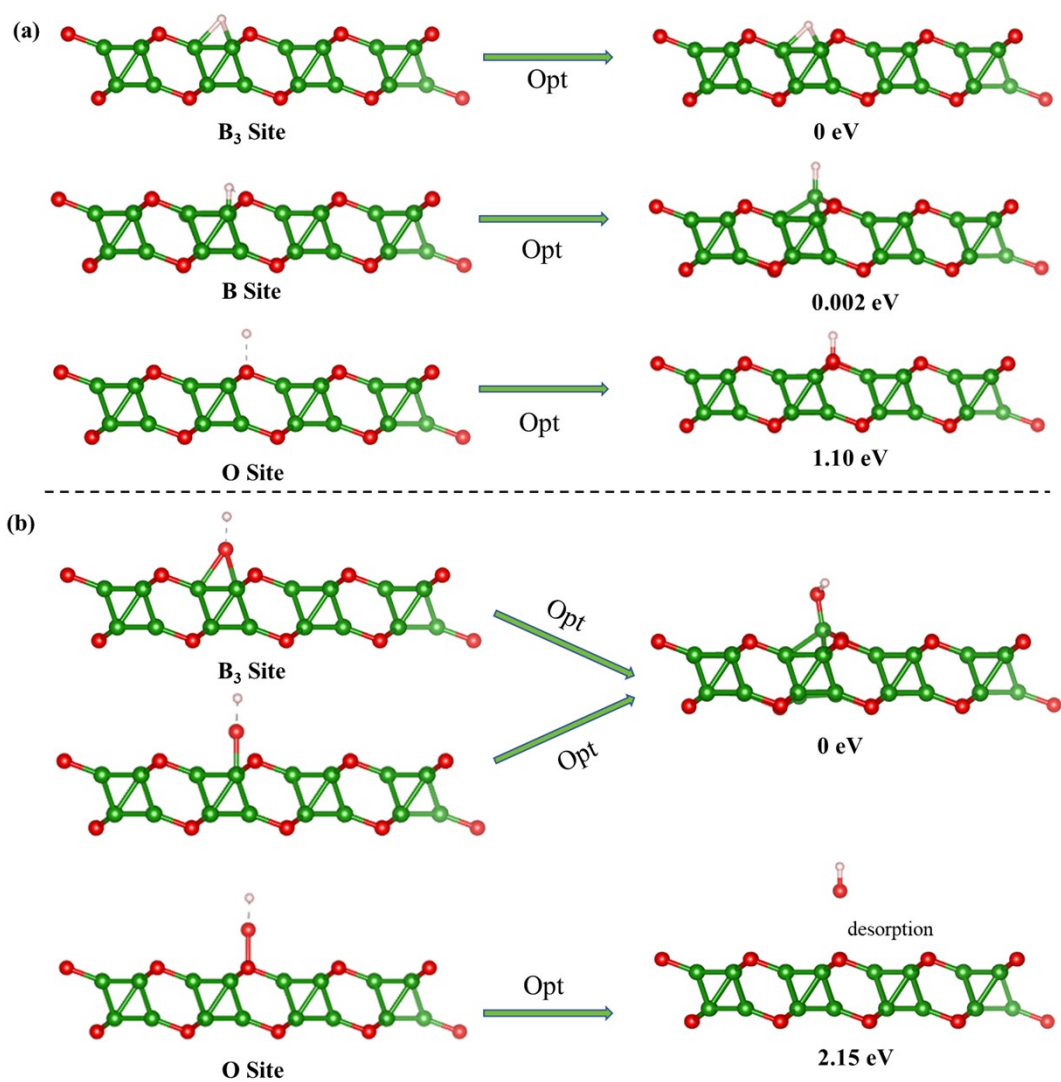 (a)
Opt
B₃ Site
0 eV
Opt
B Site
0.002 eV
Opt
O Site
1.10 eV
(b)
Opt
B₃ Site
Opt
0 eV
desorption
Opt
O Site
2.15 eV